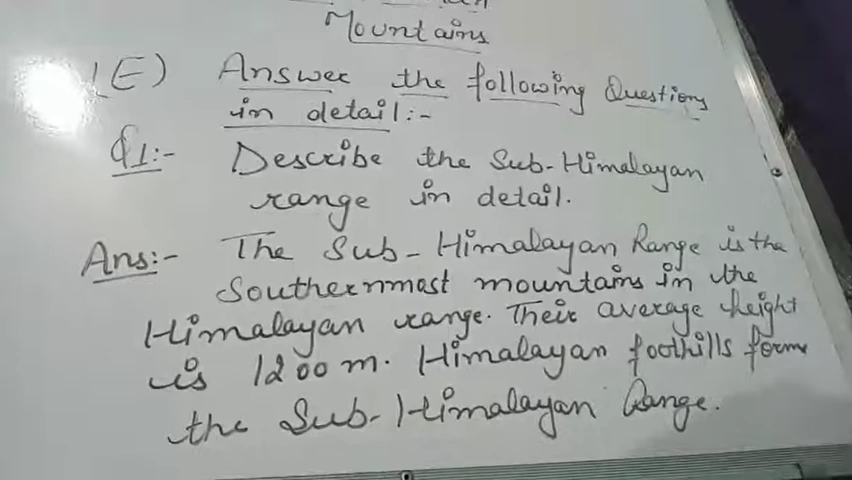 Mountains
(E) Answer the following Questions
in detail:-
Q1:- Describe the Sub-Himalayan
range in detail.
Ans:- The Sub-Himalayan Range is the
Southernmost mountains in the
Himalayan range. Their average height
is 1200m. Himalayan foothills form
the Sub-Himalayan Range.